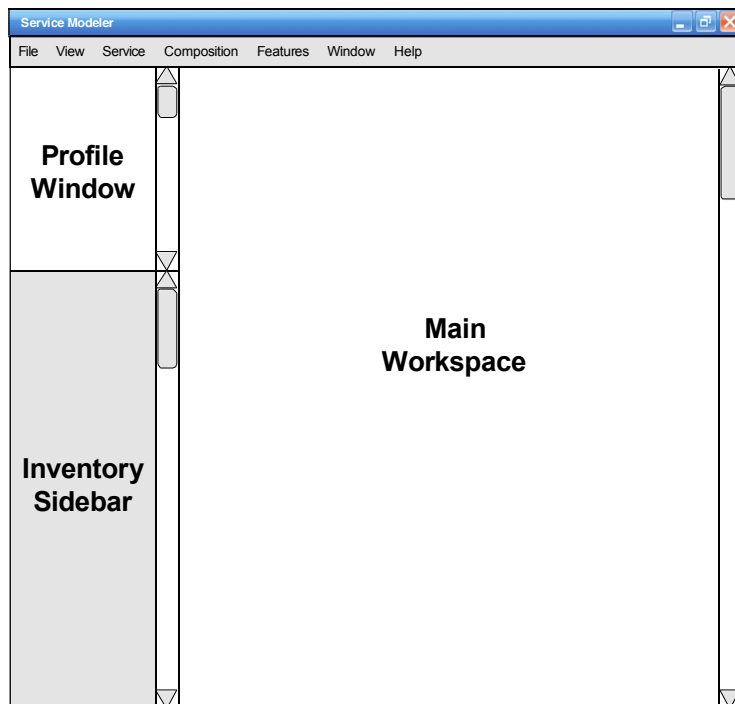 Service Modeler
File View Service Composition Features Window Help
Profile
Window
Main
Workspace
Inventory
Sidebar